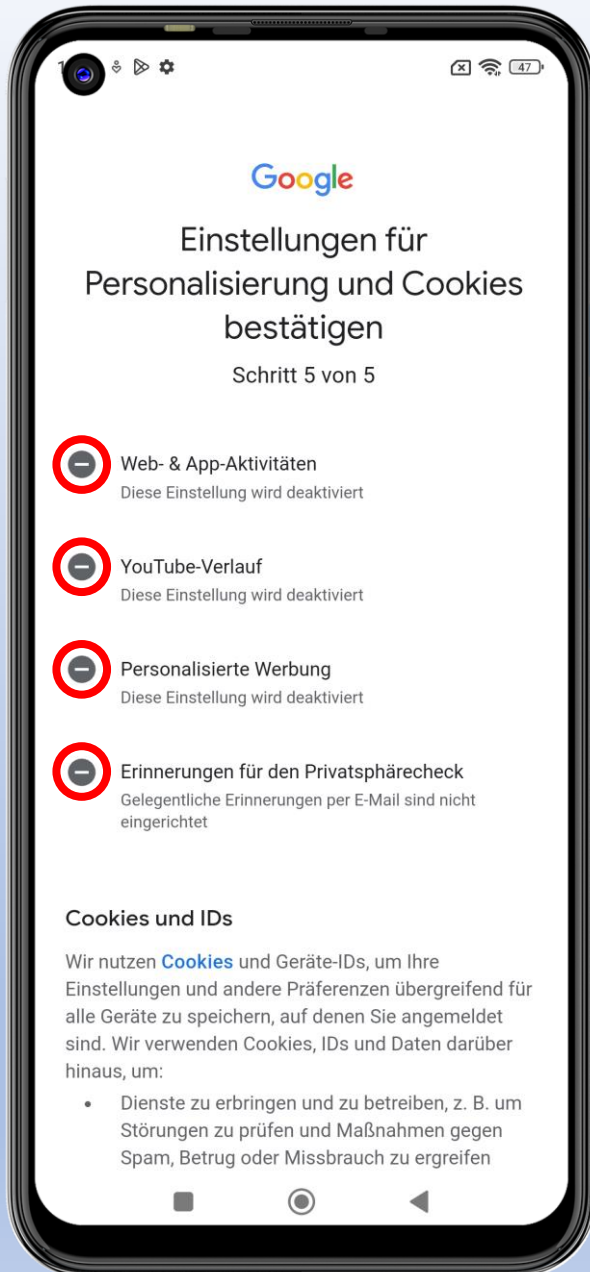 47
Google
Einstellungen für
Personalisierung und Cookies
bestätigen
Schritt 5 von 5
Web- & App-Aktivitäten
Diese Einstellung wird deaktiviert
YouTube-Verlauf
Diese Einstellung wird deaktiviert
Personalisierte Werbung
Diese Einstellung wird deaktiviert
Erinnerungen für den Privatsphärecheck
Gelegentliche Erinnerungen per E-Mail sind nicht
eingerichtet
Cookies und IDs
Wir nutzen Cookies und Geräte-IDs, um Ihre
Einstellungen und andere Präferenzen übergreifend für
alle Geräte zu speichern, auf denen Sie angemeldet
sind. Wir verwenden Cookies, IDs und Daten darüber
hinaus, um:
• Dienste zu erbringen und zu betreiben, z. B. um
Störungen zu prüfen und Maßnahmen gegen
Spam, Betrug oder Missbrauch zu ergreifen